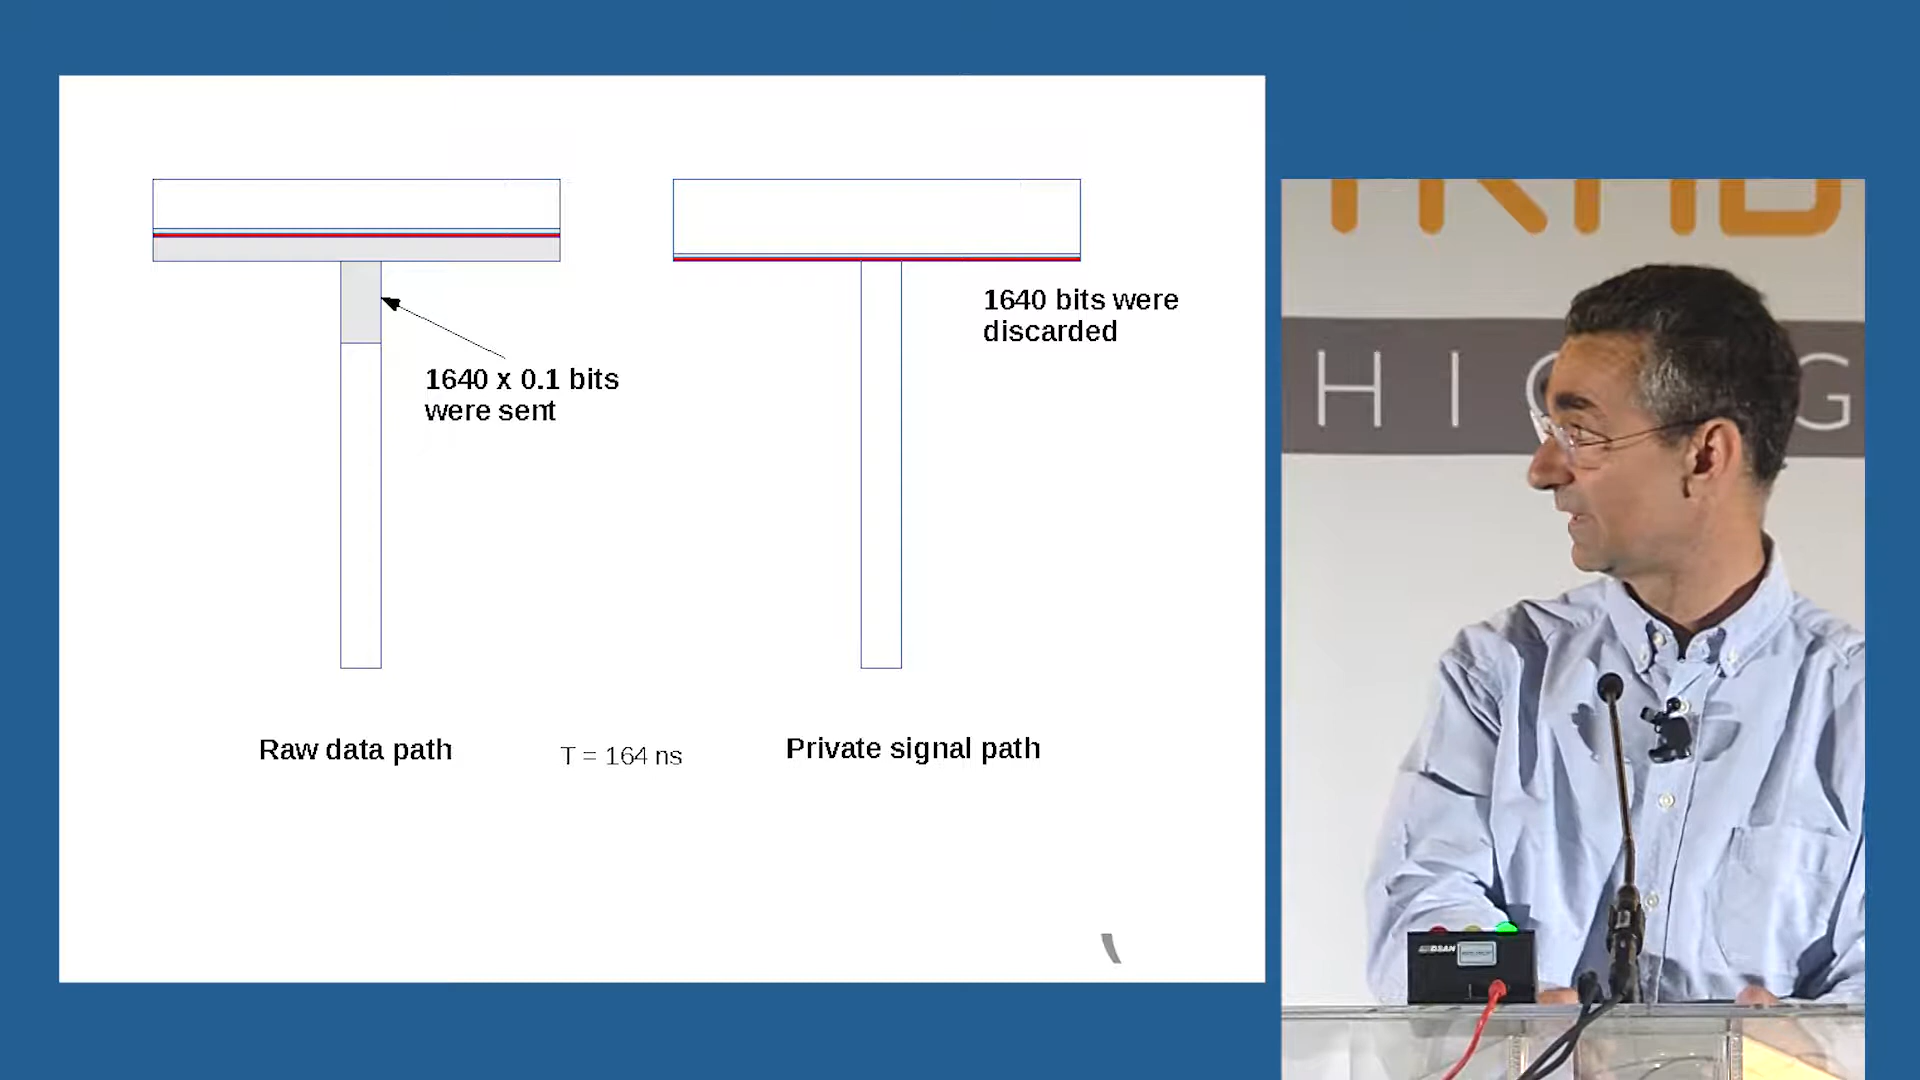 1640 bits were
discarded
1640 x 0.1 bits
were sent
Raw data path
T = 164 ns
Private signal path